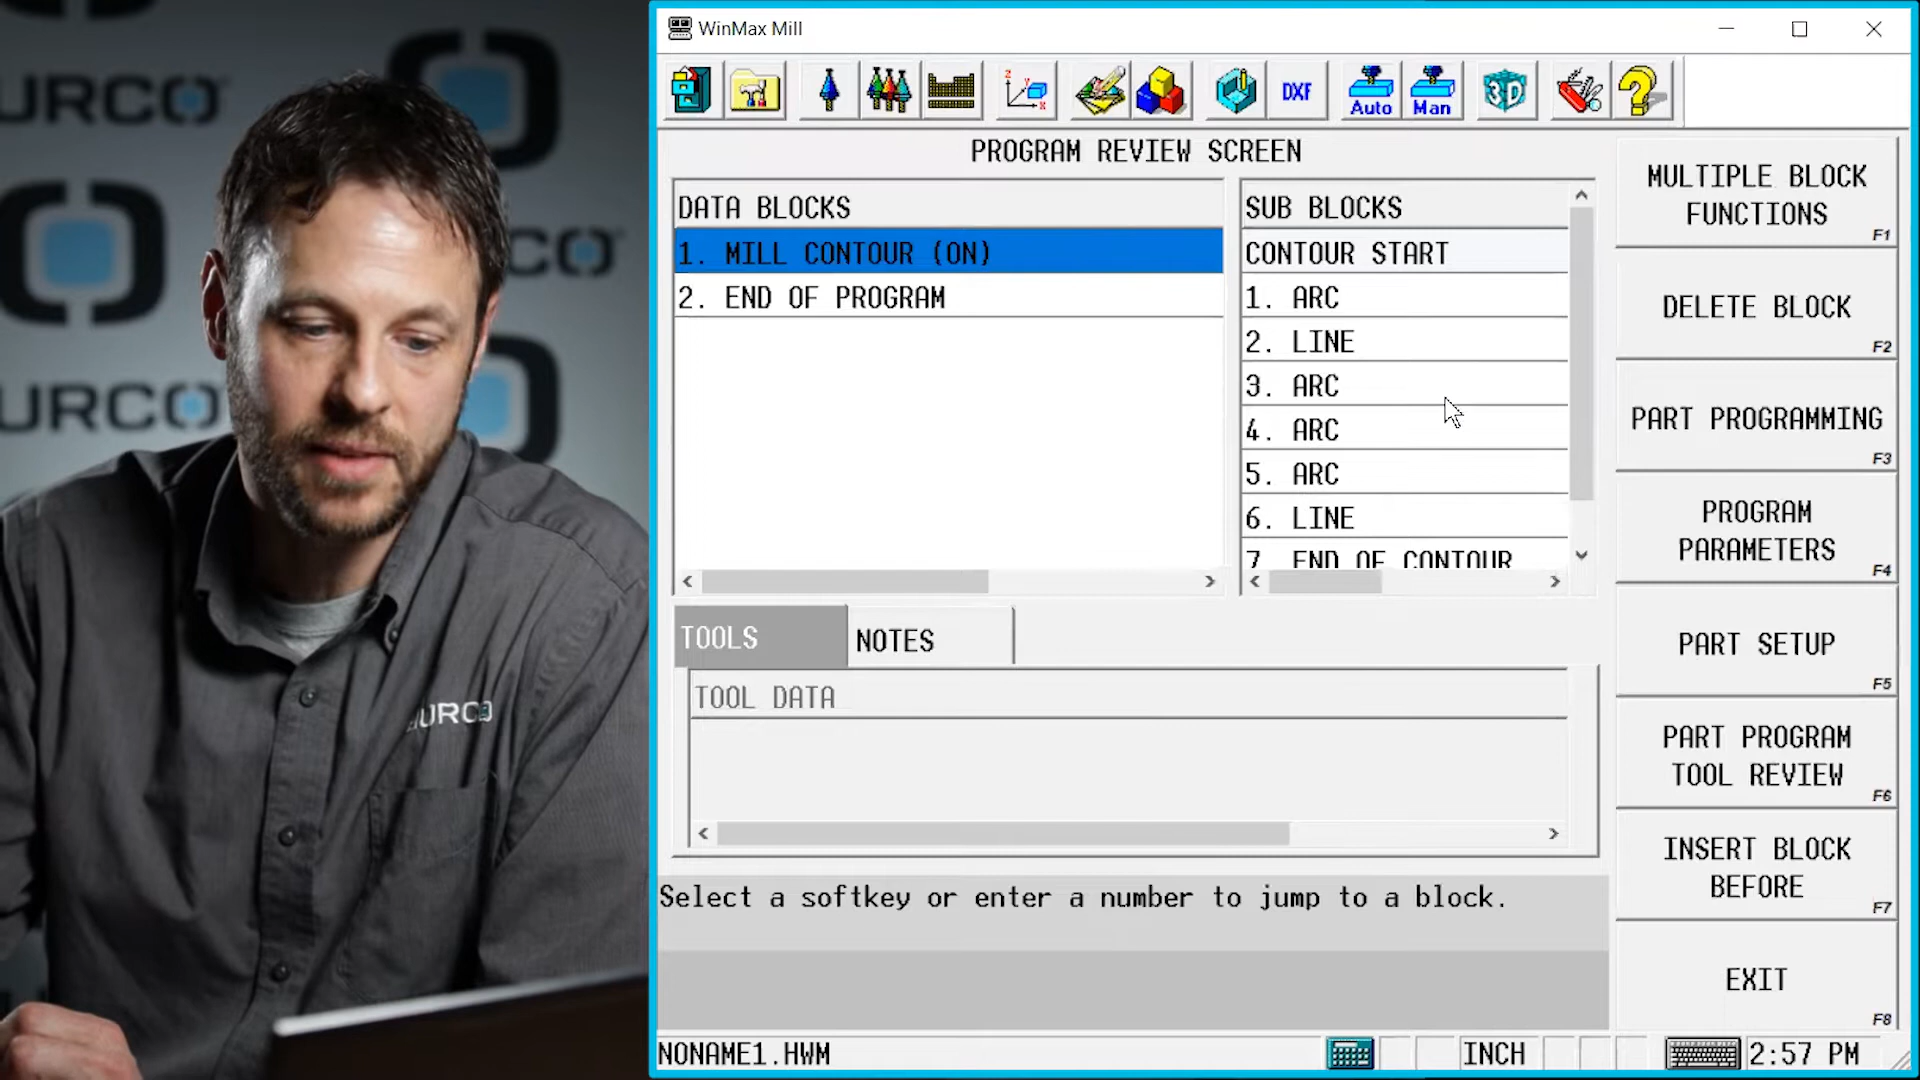 URCO
CO
URCO
HURCO
WinMax Mill
DXF
Auto
Man
3D
PROGRAM REVIEW SCREEN
DATA BLOCKS
1. MILL CONTOUR (ON)
2. END OF PROGRAM
SUB BLOCKS
CONTOUR START
1. ARC
2. LINE
3. ARC
4. ARC
5. ARC
6. LINE
7 END OF CONTOUR
TOOLS
NOTES
TOOL DATA
Select a softkey or enter a number to jump to a block.
MULTIPLE BLOCK
FUNCTIONS
F1
DELETE BLOCK
F2
PART PROGRAMMING
F3
PROGRAM
PARAMETERS
F4
PART SETUP
F5
PART PROGRAM
TOOL REVIEW
F6
INSERT BLOCK
BEFORE
F7
EXIT
F8
NONAME1.HWM
INCH
2:57 PM